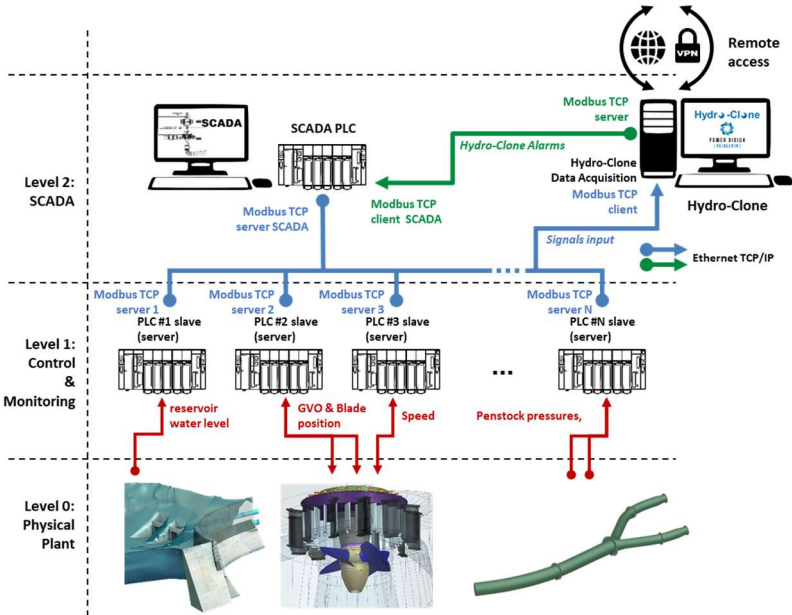 VPN
Remote
access
Level 2:
SCADA
SCADA
SCADA PLC
Modbus TCP
server
Hydro-Clone Alarms
Hydro-Clone
Data Acquisition
Modbus TCP
client
Hydro-Clone
POWER VISION
ENGINEERING
Hydro-Clone
Modbus TCP
server SCADA
Modbus TCP
client SCADA
Signals input
Ethernet TCP/IP
Level 1:
Control
&
Monitoring
Modbus TCP
server 1
Modbus TCP
server 2
Modbus TCP
server 3
Modbus TCP
server N
PLC #1 slave
(server)
PLC #2 slave
(server)
PLC #3 slave
(server)
...
PLC #N slave
(server)
reservoir
water level
GVO & Blade
position
Speed
Penstock pressures,
Level 0:
Physical
Plant